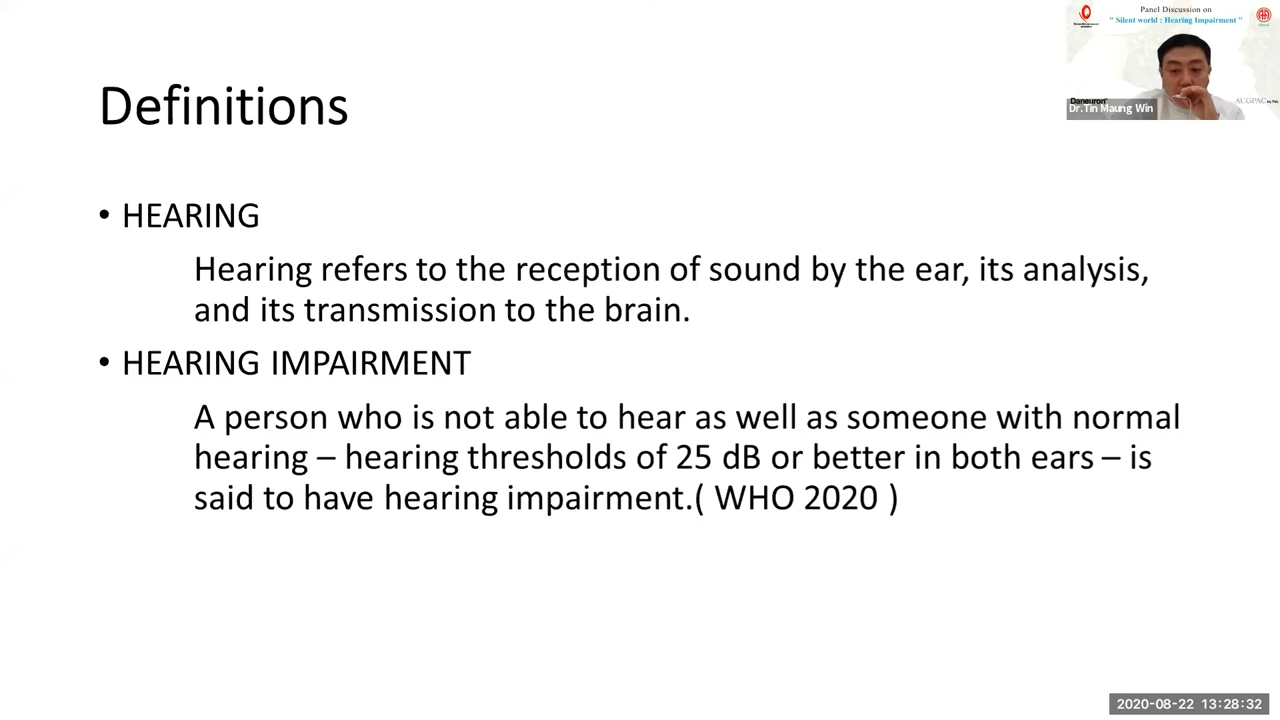 Panel Discussion on
" Silent world : Hearing Impairment "
Daneuron
Dr.Tin Maung Win
Definitions
• HEARING
Hearing refers to the reception of sound by the ear, its analysis,
and its transmission to the brain.
• HEARING IMPAIRMENT
A person who is not able to hear as well as someone with normal
hearing – hearing thresholds of 25 dB or better in both ears – is
said to have hearing impairment.( WHO 2020 )
2020-08-22 13:28:32